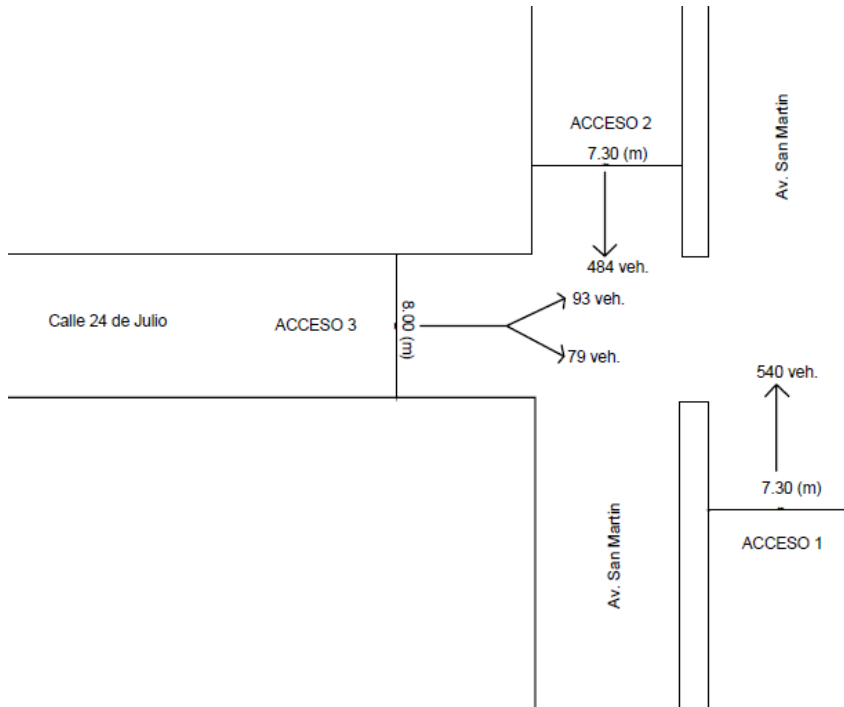 ACCESO 2
7.30 (m)
Av. San Martin
484 veh.
93 veh.
Calle 24 de Julio
ACCESO 3
8.00 (m)
79 veh.
540 veh.
7.30 (m)
ACCESO 1
Av. San Martin